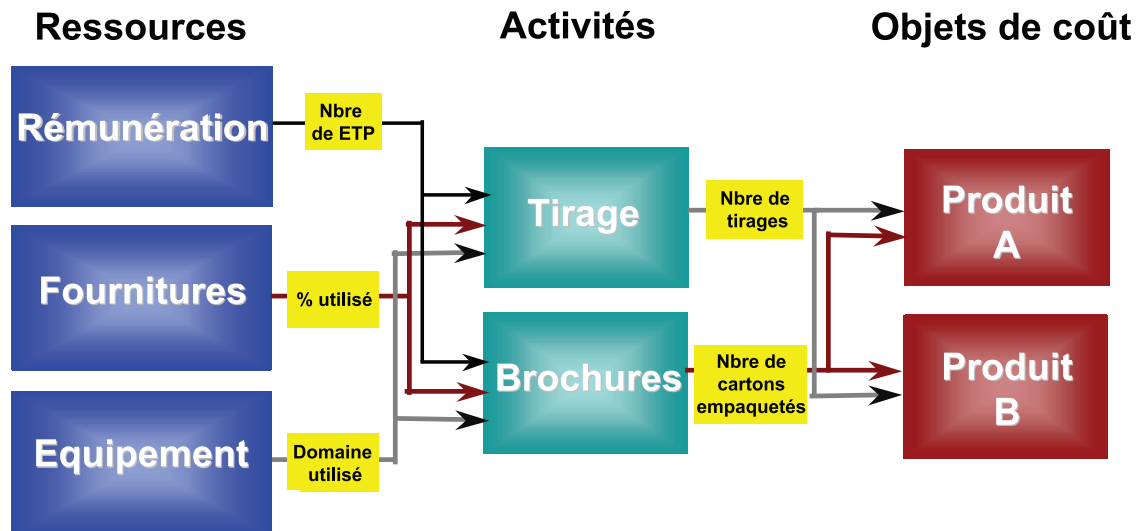 Ressources
Activités
Objets de coût
Rémunération
Nbre
de ETP
Fournitures
% utilisé
Equipement
Domaine
utilisé
Tirage
Nbre de
tirages
Brochures
Nbre de
cartons
empaquetés
Produit
A
Produit
B